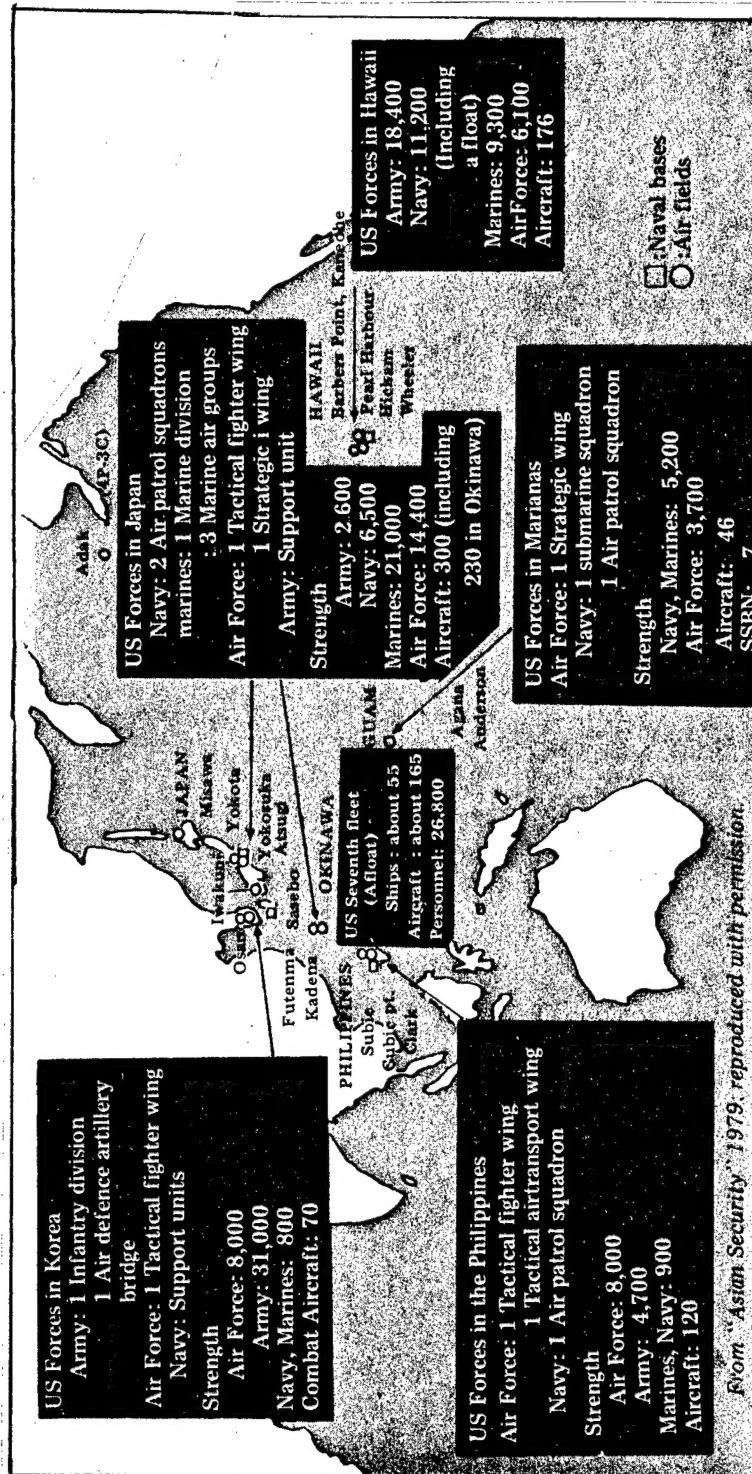 US Forces in Korea
Army: 1 Infantry division
1 Air defence artillery
bridge
Air Force: 1 Tactical fighter wing
Navy: Support units
Strength
Air Force: 8,000
Army: 31,000
Navy, Marines: 800
Combat Aircraft: 70
US Forces in Japan
Navy: 2 Air patrol squadrons
marines: 1 Marine division
: 3 Marine air groups
Air Force: 1 Tactical fighter wing
1 Strategic i wing
Army: Support unit
Strength
Army: 2,600
Navy: 6,500
Marines: 21,000
Air Force: 14,400
Aircraft: 300 (including
230 in Okinawa)
Adak
(4P-3C)
HAWAII
Barbers Point, Kaneohe
Pearl Harbour
Hickam
Wheeler
US Forces in Hawaii
Army: 18,400
Navy: 11,200
(Including
a float)
Marines: 9,300
AirForce: 6,100
Aircraft: 176
JAPAN
Misawa
Yokota
Yokosuka
Atsugi
Iwakuni
Osan
Sasebo
OKINAWA
Futenma
Kadena
PHILIPPINES
Subic
Subic pt.
Clark
US Seventh fleet
(Afloat)
Ships : about 55
Aircraft : about 165
Personnel: 26,800
GUAM
Agana
Anderson
US Forces in the Philippines
Air Force: 1 Tactical fighter wing
1 Tactical airtransport wing
Navy: 1 Air patrol squadron
Strength
Air Force: 8,000
Army: 4,700
Marines, Navy: 900
Aircraft: 120
US Forces in Marianas
Air Force: 1 Strategic wing
Navy: 1 submarine squadron
1 Air patrol squadron
Strength
Navy, Marines: 5,200
Air Force: 3,700
Aircraft: 46
SSBN: 7
:Naval bases
:Air fields
From "Asian Security" 1979, reproduced with permission.